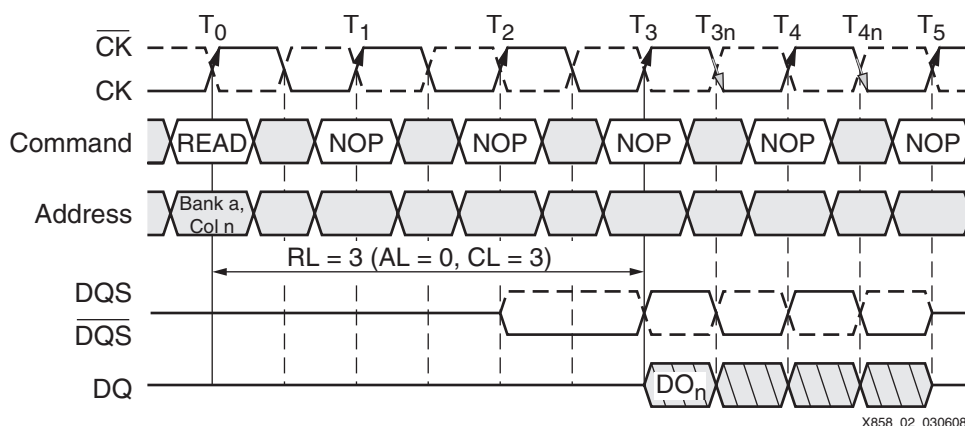 T0 T1 T2 T3 T3n T4 T4n T5
CK
CK
Command READ NOP NOP NOP NOP NOP
Address Bank a,
Col n
RL = 3 (AL = 0, CL = 3)
DQS
DQS
DQ DOn
X858_02_030608